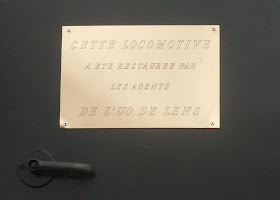 CETTE LOCOMOTIVE
A ETE RESTAUREE PAR
LES AGENTS
DE L'UO DE LENS